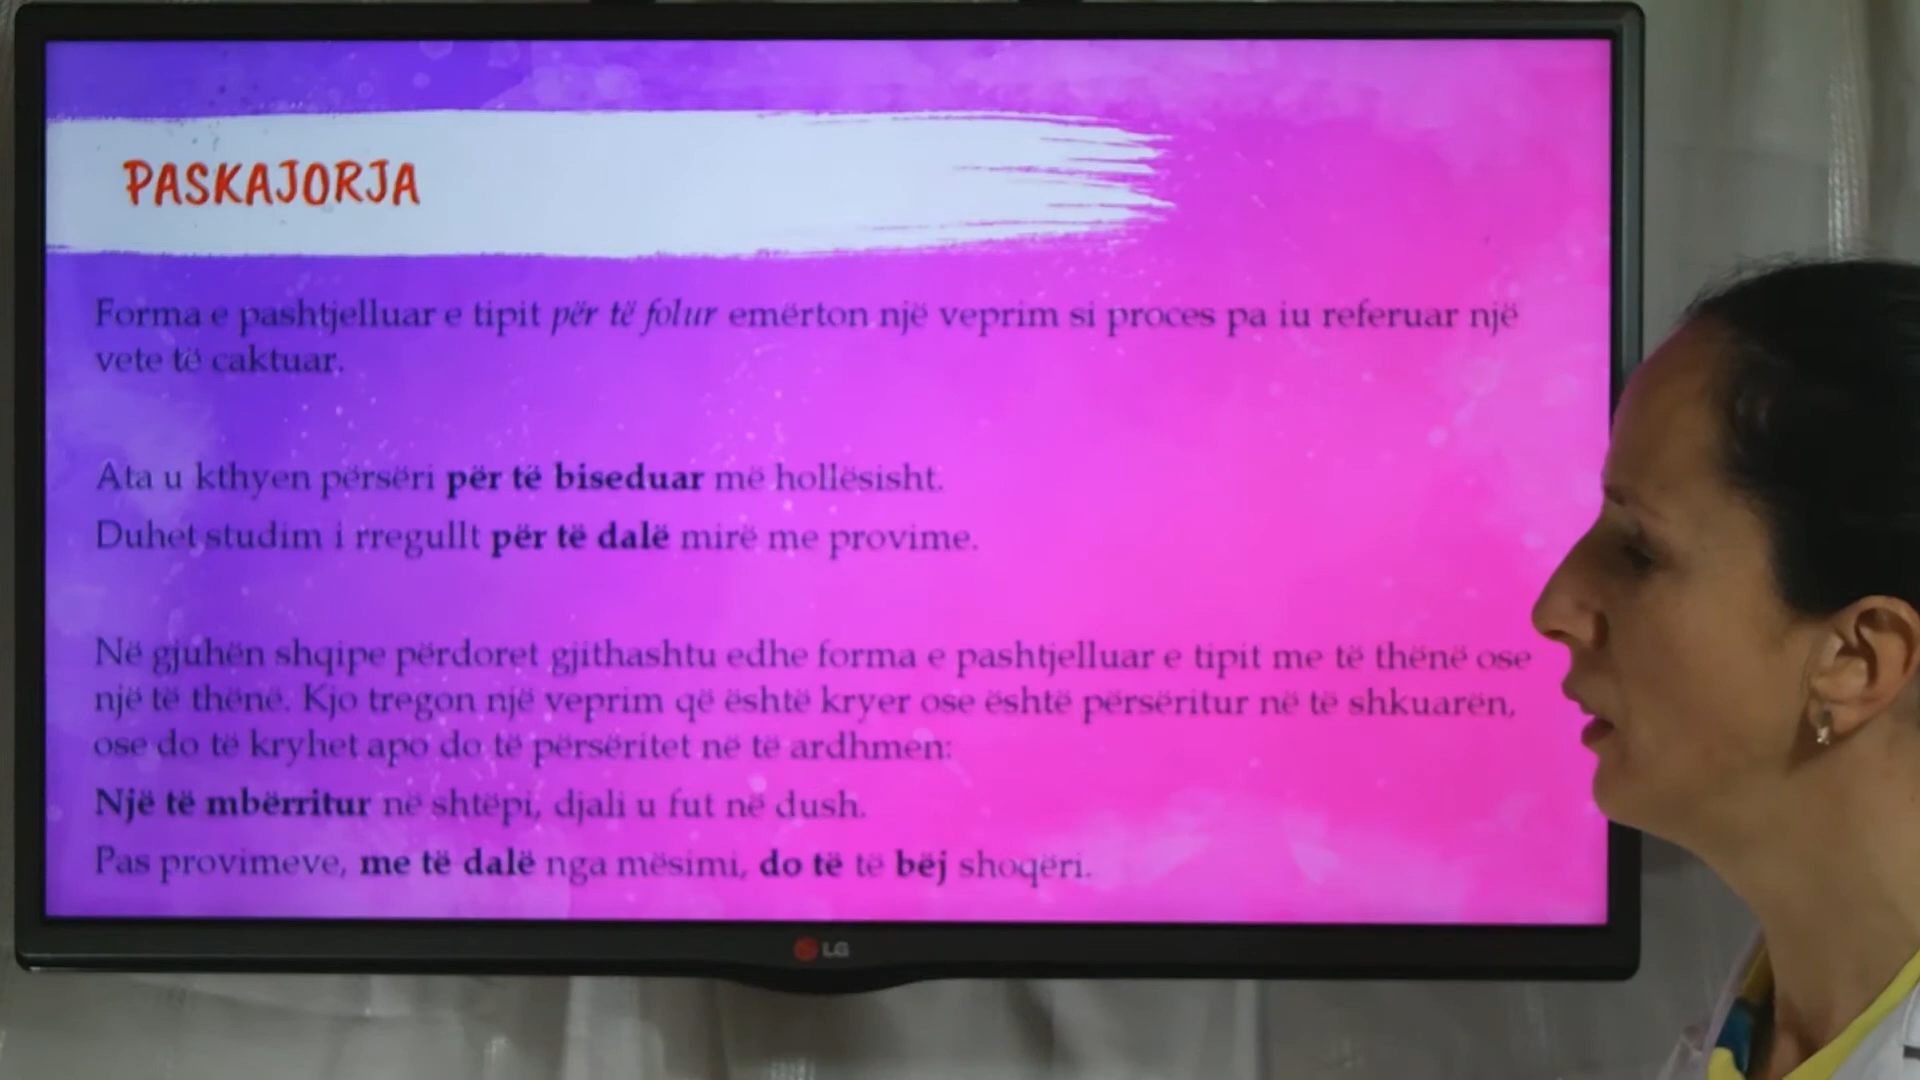 PASKAJORJA
Forma e pashtjelluar e tipit për të folur emërton një veprim si proces pa iu referuar një
vete të caktuar.
Ata u kthyen përsëri për të biseduar më hollësisht.
Duhet studim i rregullt për të dalë mirë me provime.
Në gjuhën shqipe përdoret gjithashtu edhe forma e pashtjelluar e tipit me të thënë ose
një të thënë. Kjo tregon një veprim që është kryer ose është përsëritur në të shkuarën,
ose do të kryhet apo do të përsëritet në të ardhmen:
Një të mbërritur në shtëpi, djali u fut në dush.
Pas provimeve, me të dalë nga mësimi, do të të bëj shoqëri.
LG